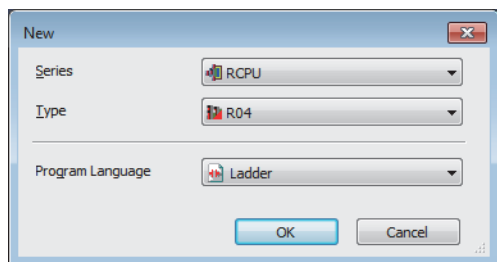 New
Series
RCPU
Type
R04
Program Language
Ladder
OK
Cancel